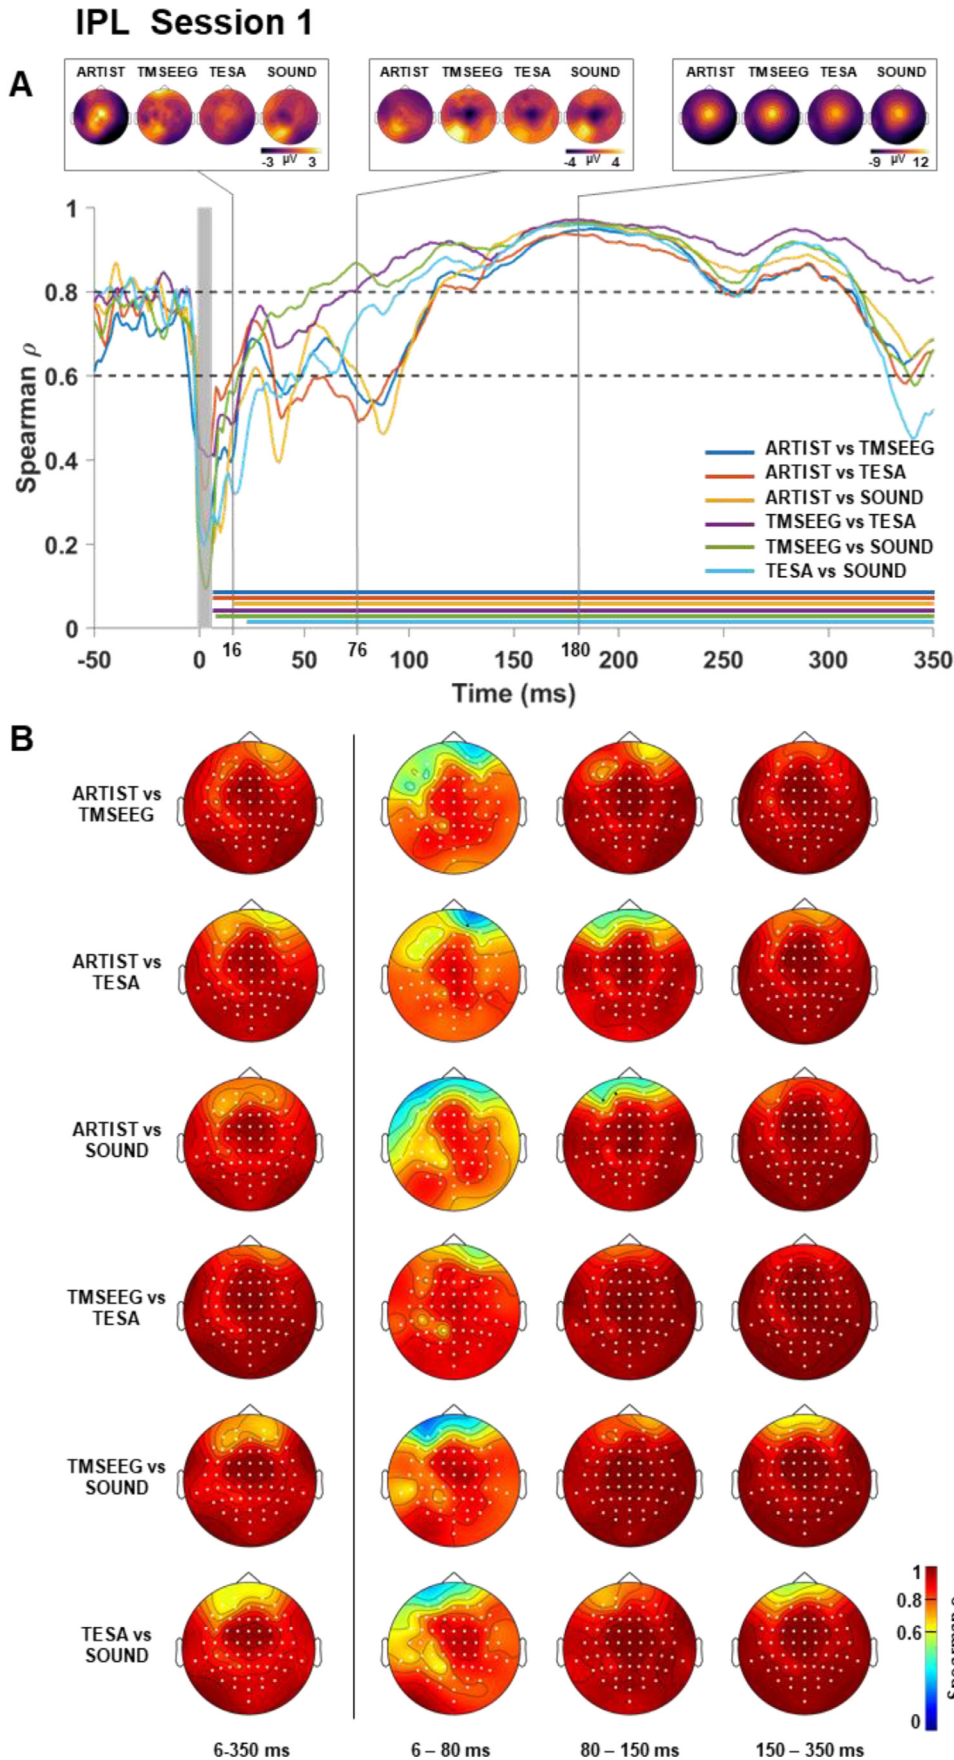 IPL Session 1
A
ARTIST TMSEEG TESA SOUND
-3 µV 3
ARTIST TMSEEG TESA SOUND
-4 µV 4
ARTIST TMSEEG TESA SOUND
-9 µV 12
1
0.8
0.6
0.4
0.2
0
Spearman ρ
ARTIST vs TMSEEG
ARTIST vs TESA
ARTIST vs SOUND
TMSEEG vs TESA
TMSEEG vs SOUND
TESA vs SOUND
-50 0 16 50 76 100 150 180 200 250 300 350
Time (ms)
B
ARTIST vs
TMSEEG
ARTIST vs
TESA
ARTIST vs
SOUND
TMSEEG vs
TESA
TMSEEG vs
SOUND
TESA vs
SOUND
1
0.8
0.6
0
6-350 ms 6 – 80 ms 80 – 150 ms 150 – 350 ms